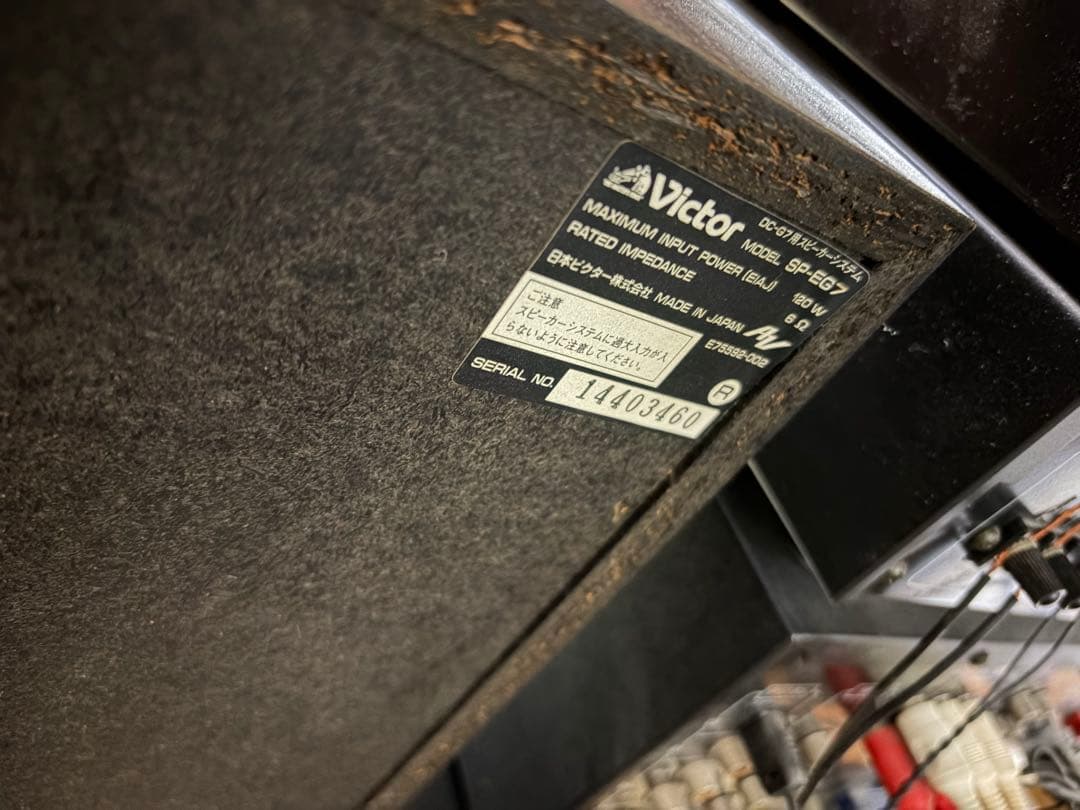 Victor DC-G7用スピーカーシステム
MODEL SP-EG7
MAXIMUM INPUT POWER (EIAJ) 120 W
RATED IMPEDANCE 6 Ω
日本ビクター株式会社 MADE IN JAPAN AV
ご注意
スピーカーシステムに過大入力が入
らないように注意してください。
E75592-002
SERIAL NO. 14403460 R